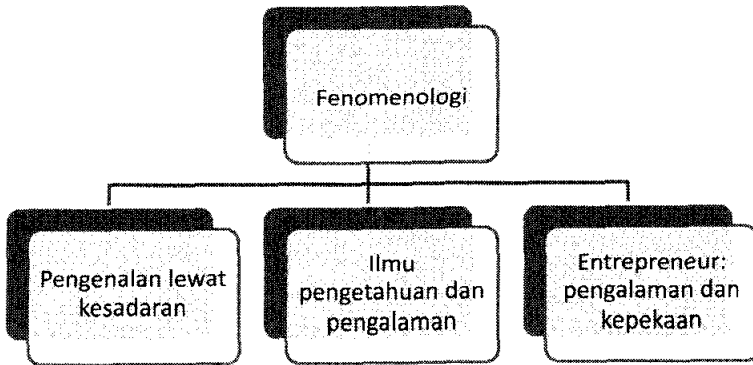 Fenomenologi
Pengenalan lewat
kesadaran
Ilmu
pengetahuan dan
pengalaman
Entrepreneur:
pengalaman dan
kepekaan